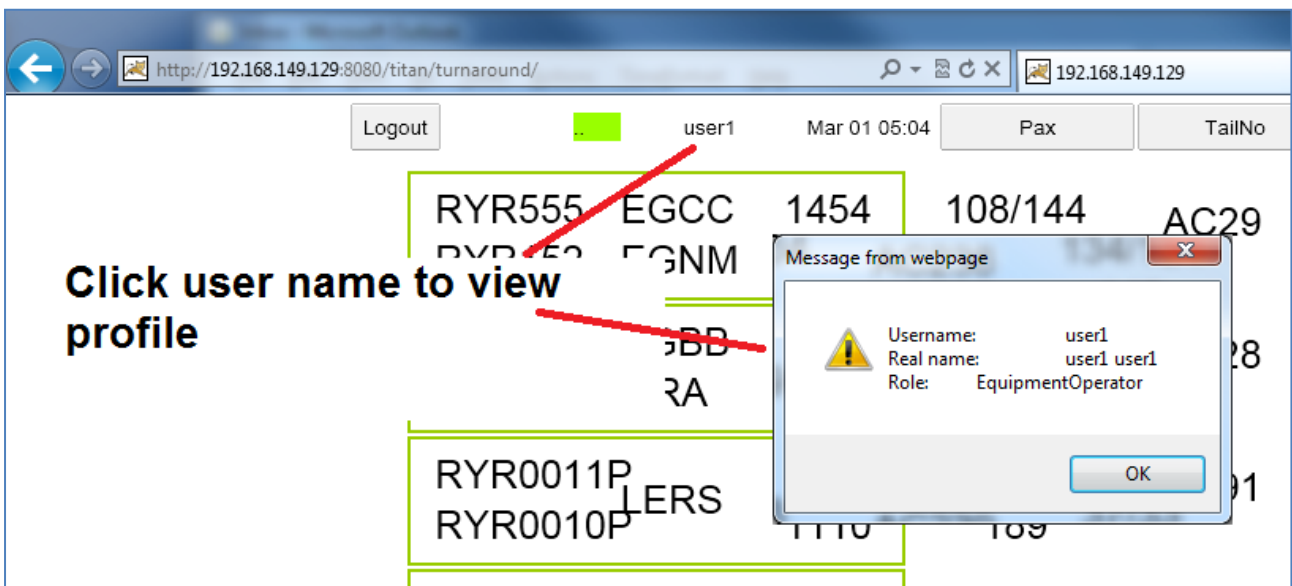 http://192.168.149.129:8080/titan/turnaround/
192.168.149.129
Logout
..
user1
Mar 01 05:04
Pax
TailNo
RYR555 EGCC 1454 108/144 AC29
EGNM
Click user name to view
profile
Message from webpage
Username: user1
Real name: user1 user1
Role: EquipmentOperator
OK
RYR0011P
LERS
RYR0010P
1110
189